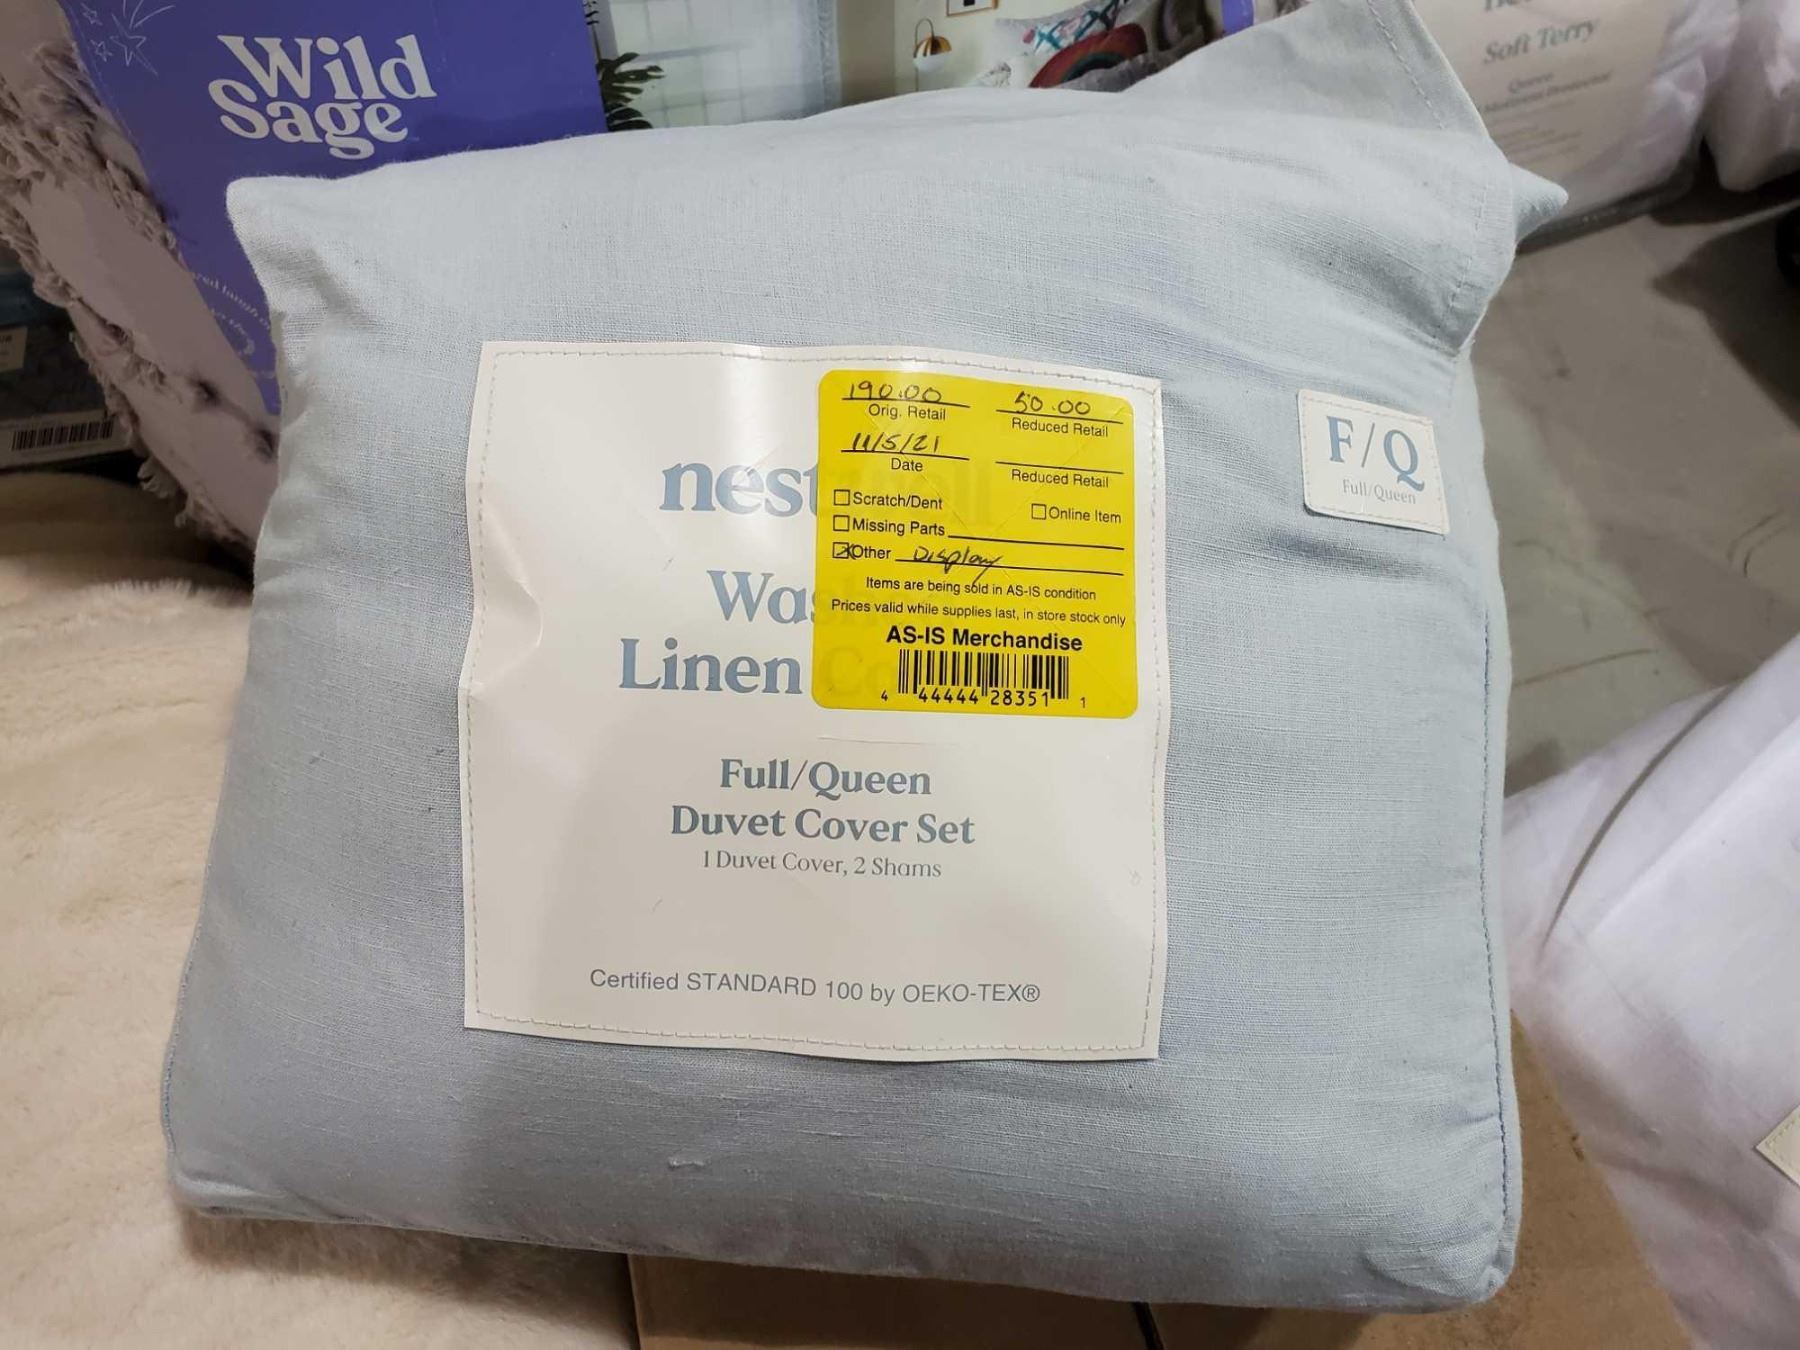 Wild
Sage
Soft Terry
Queen
190.00
Orig. Retail
50.00
Reduced Retail
11/5/21
Date
Reduced Retail
Scratch/Dent
Online Item
Missing Parts
Other Display
Items are being sold in AS-IS condition
Prices valid while supplies last, in store stock only
AS-IS Merchandise
4 44444 28351 1
nest
Was
Linen Co
Full/Queen
Duvet Cover Set
1 Duvet Cover, 2 Shams
Certified STANDARD 100 by OEKO-TEX®
F/Q
Full/Queen